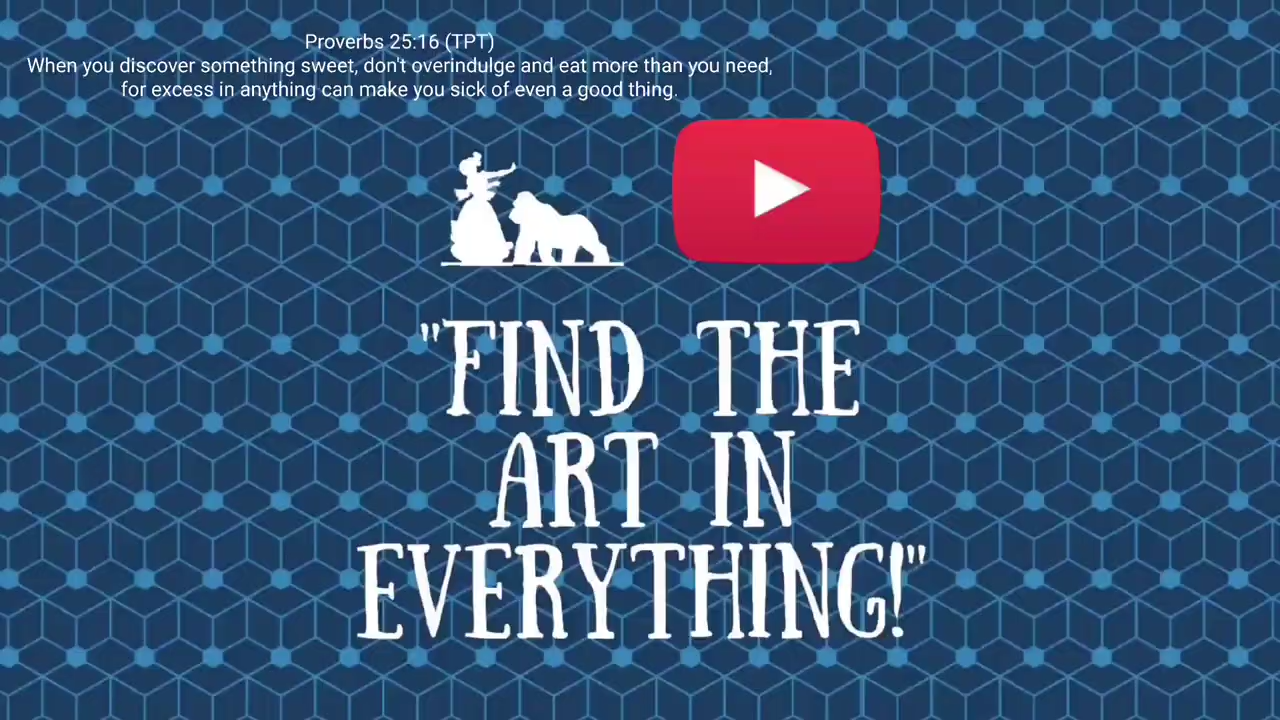 Proverbs 25:16 (TPT)
When you discover something sweet, don't overindulge and eat more than you need,
for excess in anything can make you sick of even a good thing.
"FIND THE
ART IN
EVERYTHING!"